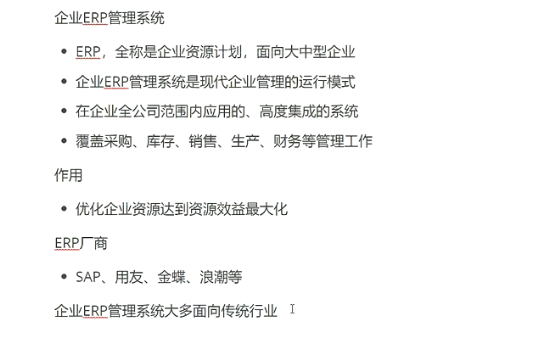 企业ERP管理系统
• ERP，全称是企业资源计划，面向大中型企业
• 企业ERP管理系统是现代企业管理的运行模式
• 在企业全公司范围内应用的、高度集成的系统
• 覆盖采购、库存、销售、生产、财务等管理工作
作用
• 优化企业资源达到资源效益最大化
ERP厂商
• SAP、用友、金蝶、浪潮等
企业ERP管理系统大多面向传统行业